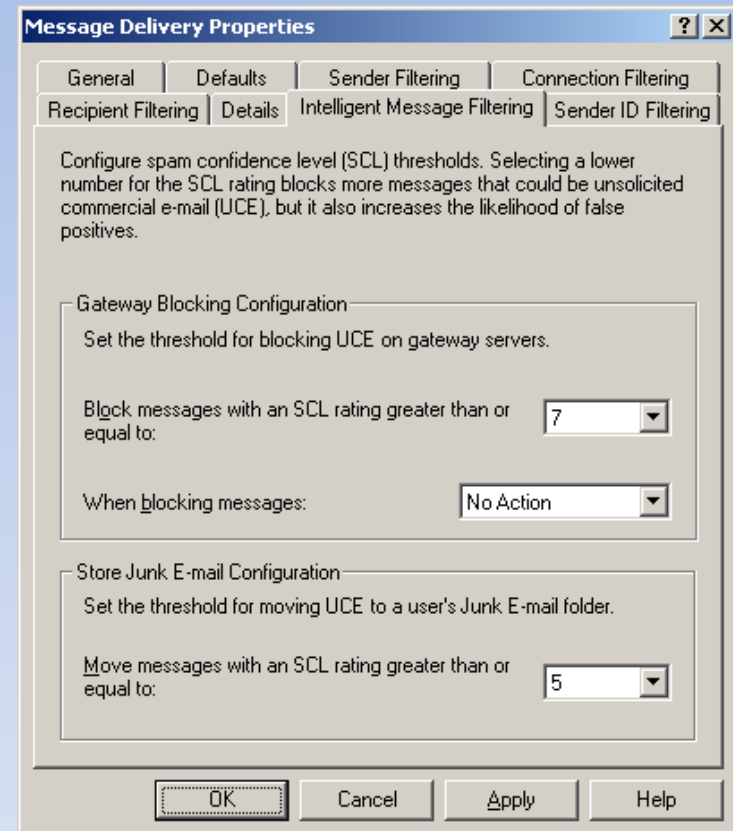 Message Delivery Properties
General Defaults Sender Filtering Connection Filtering
Recipient Filtering Details Intelligent Message Filtering Sender ID Filtering
Configure spam confidence level (SCL) thresholds. Selecting a lower
number for the SCL rating blocks more messages that could be unsolicited
commercial e-mail (UCE), but it also increases the likelihood of false
positives.
Gateway Blocking Configuration
Set the threshold for blocking UCE on gateway servers.
Block messages with an SCL rating greater than or
equal to:
7
When blocking messages: No Action
Store Junk E-mail Configuration
Set the threshold for moving UCE to a user's Junk E-mail folder.
Move messages with an SCL rating greater than or
equal to:
5
OK Cancel Apply Help